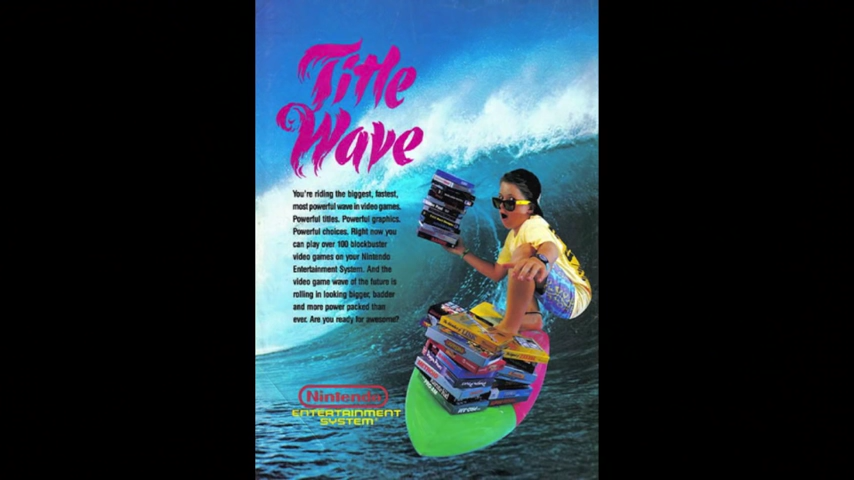 Title
Wave
You're riding the biggest, fastest,
most powerful wave in video games.
Powerful titles. Powerful graphics.
Powerful choices. Right now you
can play over 100 blockbuster
video games on your Nintendo
Entertainment System. And the
video game wave of the future is
rolling in looking bigger, badder
and more power packed than
ever. Are you ready for awesome?
Nintendo
ENTERTAINMENT
SYSTEM